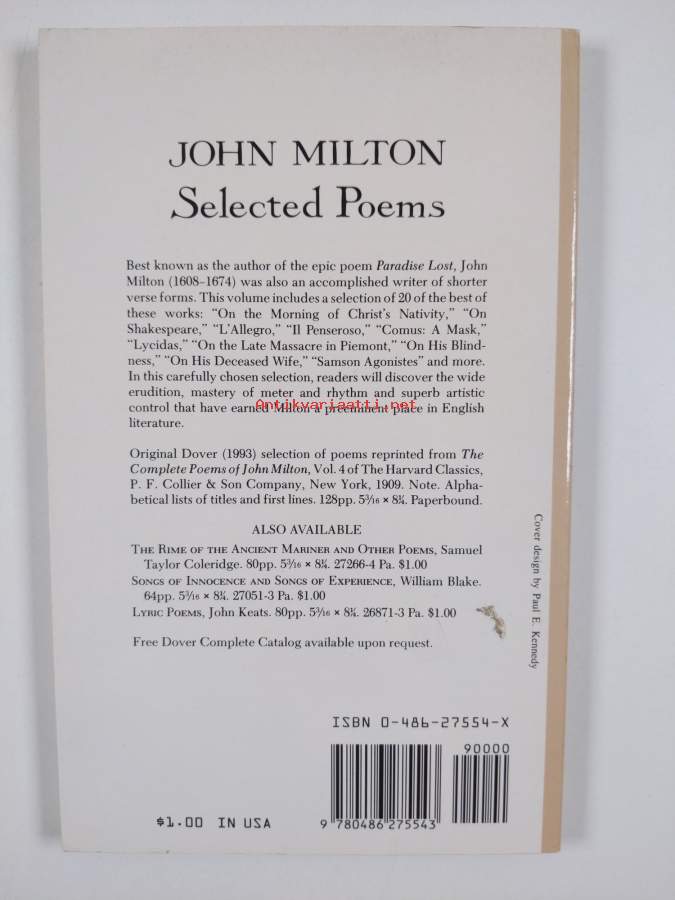 JOHN MILTON
Selected Poems
Best known as the author of the epic poem Paradise Lost, John
Milton (1608–1674) was also an accomplished writer of shorter
verse forms. This volume includes a selection of 20 of the best of
these works: “On the Morning of Christ’s Nativity,” “On
Shakespeare,” “L’Allegro,” “Il Penseroso,” “Comus: A Mask,”
“Lycidas,” “On the Late Massacre in Piemont,” “On His Blind-
ness,” “On His Deceased Wife,” “Samson Agonistes” and more.
In this carefully chosen selection, readers will discover the wide
erudition, mastery of meter and rhythm and superb artistic
control that have earned Milton a preeminent place in English
Antikvariaatti.net
literature.
Original Dover (1993) selection of poems reprinted from The
Complete Poems of John Milton, Vol. 4 of The Harvard Classics,
P. F. Collier & Son Company, New York, 1909. Note. Alpha-
betical lists of titles and first lines. 128pp. 5³⁄₁₆ × 8¼. Paperbound.
ALSO AVAILABLE
THE RIME OF THE ANCIENT MARINER AND OTHER POEMS, Samuel
Taylor Coleridge. 80pp. 5³⁄₁₆ × 8¼. 27266-4 Pa. $1.00
SONGS OF INNOCENCE AND SONGS OF EXPERIENCE, William Blake.
64pp. 5³⁄₁₆ × 8¼. 27051-3 Pa. $1.00
LYRIC POEMS, John Keats. 80pp. 5³⁄₁₆ × 8¼. 26871-3 Pa. $1.00
Free Dover Complete Catalog available upon request.
Cover design by Paul E. Kennedy
ISBN 0-486-27554-X
90000
9 780486 275543
$1.00 IN USA